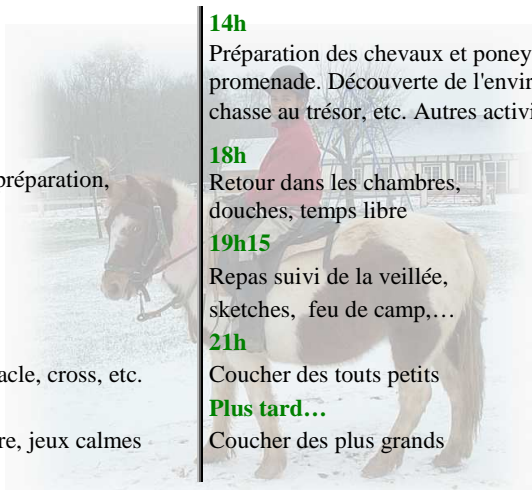 préparation,
acle, cross, etc.
re, jeux calmes
14h
Préparation des chevaux et poney
promenade. Découverte de l'envir
chasse au trésor, etc. Autres activi
18h
Retour dans les chambres,
douches, temps libre
19h15
Repas suivi de la veillée,
sketches, feu de camp,…
21h
Coucher des touts petits
Plus tard…
Coucher des plus grands